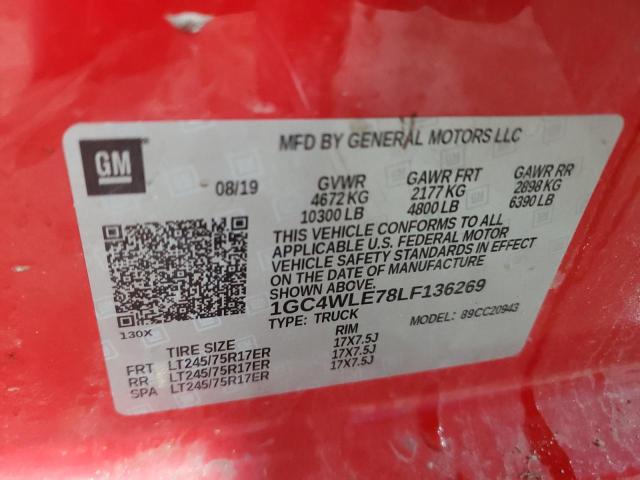 GM
MFD BY GENERAL MOTORS LLC
08/19
GVWR GAWR FRT GAWR RR
4672 KG 2177 KG 2898 KG
10300 LB 4800 LB 6390 LB
THIS VEHICLE CONFORMS TO ALL
APPLICABLE U.S. FEDERAL MOTOR
VEHICLE SAFETY STANDARDS IN EFFECT
ON THE DATE OF MANUFACTURE
SHOWN ABOVE.
1GC4WLE78LF136269
TYPE: TRUCK MODEL: 89CC20943
130X
TIRE SIZE RIM
FRT LT245/75R17ER 17X7.5J
RR LT245/75R17ER 17X7.5J
SPA LT245/75R17ER 17X7.5J